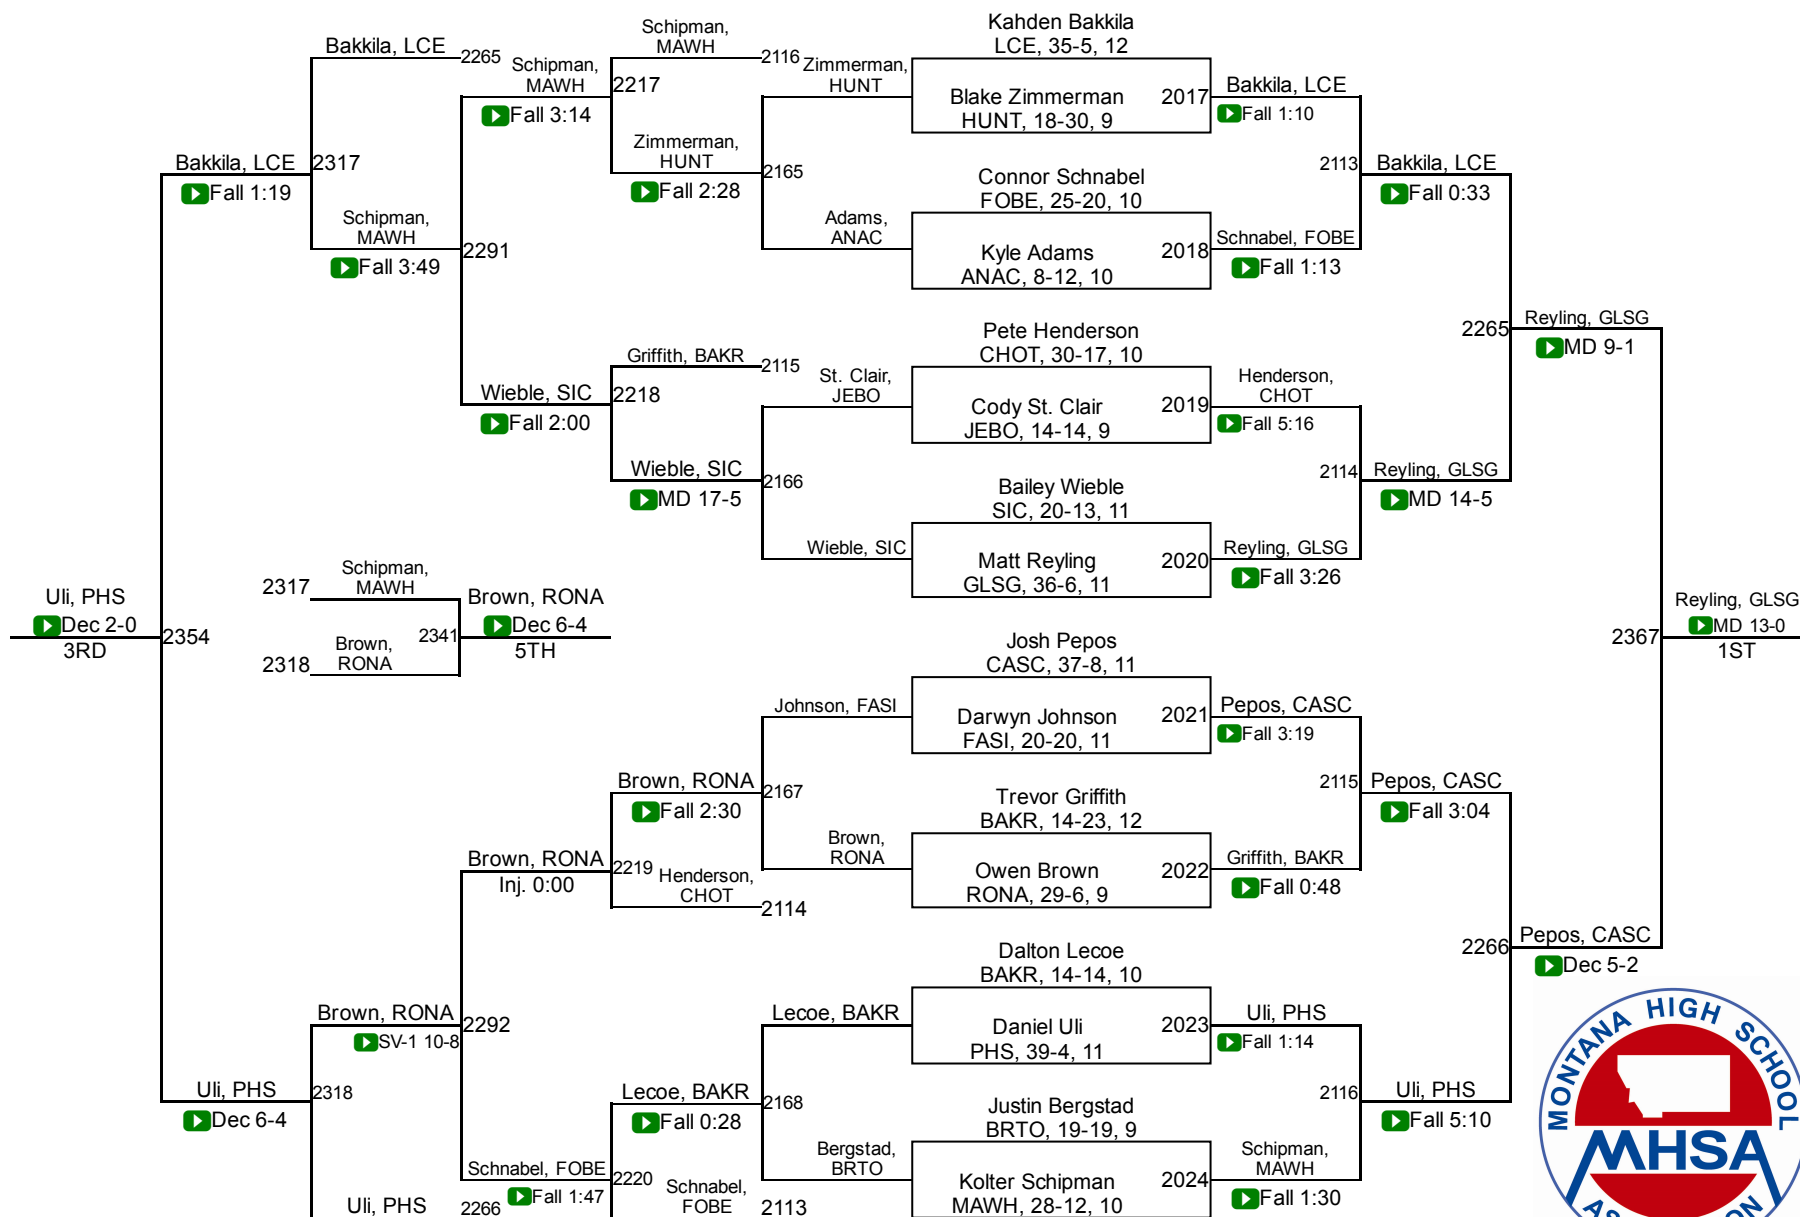 Kahden Bakkila
LCE, 35-5, 12
Blake Zimmerman
HUNT, 18-30, 9
2017
Connor Schnabel
FOBE, 25-20, 10
Kyle Adams
ANAC, 8-12, 10
2018
Pete Henderson
CHOT, 30-17, 10
Cody St. Clair
JEBO, 14-14, 9
2019
Bailey Wieble
SIC, 20-13, 11
Matt Reyling
GLSG, 36-6, 11
2020
Josh Pepos
CASC, 37-8, 11
Darwyn Johnson
FASI, 20-20, 11
2021
Trevor Griffith
BAKR, 14-23, 12
Owen Brown
RONA, 29-6, 9
2022
Dalton Lecoe
BAKR, 14-14, 10
Daniel Uli
PHS, 39-4, 11
2023
Justin Bergstad
BRTO, 19-19, 9
Kolter Schipman
MAWH, 28-12, 10
2024
Bakkila, LCE
Fall 1:10
Schnabel, FOBE
Fall 1:13
Henderson,
CHOT
Fall 5:16
Reyling, GLSG
Fall 3:26
Pepos, CASC
Fall 3:19
Griffith, BAKR
Fall 0:48
Uli, PHS
Fall 1:14
Schipman,
MAWH
Fall 1:30
2113
Bakkila, LCE
Fall 0:33
2114
Reyling, GLSG
MD 14-5
2115
Pepos, CASC
Fall 3:04
2116
Uli, PHS
Fall 5:10
2265
Reyling, GLSG
MD 9-1
2266
Pepos, CASC
Dec 5-2
2367
Reyling, GLSG
MD 13-0
1ST
Zimmerman,
HUNT
Adams,
ANAC
St. Clair,
JEBO
Wieble, SIC
Johnson, FASI
Brown,
RONA
Lecoe, BAKR
Bergstad,
BRTO
Schipman,
MAWH
2116
Zimmerman,
HUNT
2165
Fall 2:28
Griffith, BAKR
2115
Wieble, SIC
2166
MD 17-5
Brown, RONA
2167
Fall 2:30
Henderson,
CHOT
2114
Lecoe, BAKR
2168
Fall 0:28
Schnabel,
FOBE
2113
Schipman,
MAWH
2217
Fall 3:14
Wieble, SIC
2218
Fall 2:00
Brown, RONA
2219
Inj. 0:00
Schnabel, FOBE
2220
Fall 1:47
Bakkila, LCE
2265
Schipman,
MAWH
2291
Fall 3:49
Brown, RONA
2292
SV-1 10-8
Uli, PHS
2266
Bakkila, LCE
2317
Fall 1:19
Uli, PHS
2318
Dec 6-4
2317
Schipman,
MAWH
2318
Brown,
RONA
2341
Brown, RONA
Dec 6-4
5TH
Uli, PHS
Dec 2-0
2354
3RD
MONTANA HIGH SCHOOL
MHSA